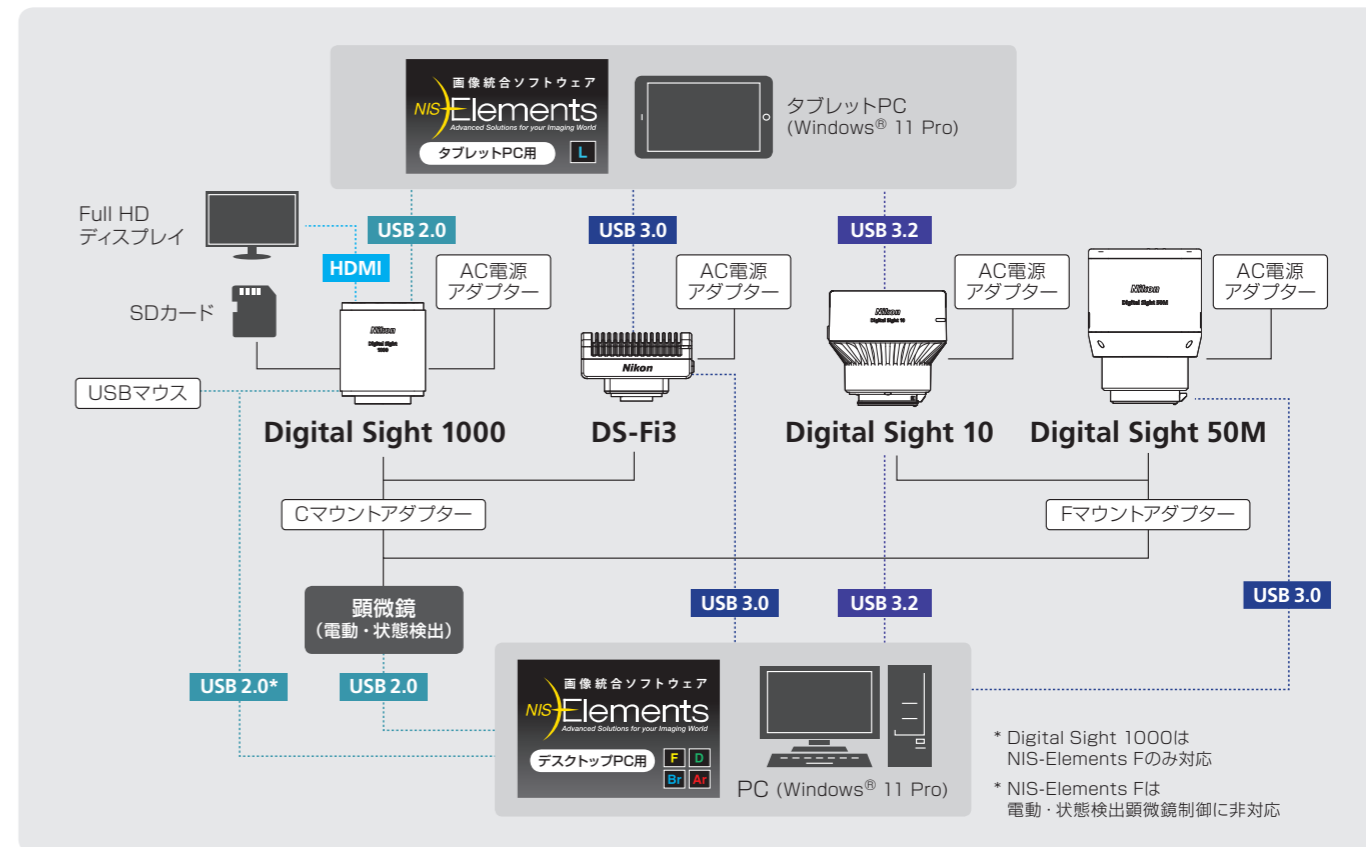 画像統合ソフトウェア
NIS-Elements
Advanced Solutions for your Imaging World
タブレットPC用
L
タブレットPC
(Windows® 11 Pro)
Full HD
ディスプレイ
USB 2.0
USB 3.0
USB 3.2
HDMI
AC電源
アダプター
AC電源
アダプター
AC電源
アダプター
AC電源
アダプター
SDカード
Nikon
Digital Sight
1000
Nikon
Nikon
Digital Sight 10
Nikon
Digital Sight 50M
USBマウス
Digital Sight 1000
DS-Fi3
Digital Sight 10
Digital Sight 50M
Cマウントアダプター
Fマウントアダプター
顕微鏡
(電動・状態検出)
USB 3.0
USB 3.2
USB 3.0
USB 2.0*
USB 2.0
画像統合ソフトウェア
NIS-Elements
Advanced Solutions for your Imaging World
デスクトップPC用
F
D
Br
Ar
PC (Windows® 11 Pro)
* Digital Sight 1000は
NIS-Elements Fのみ対応
* NIS-Elements Fは
電動・状態検出顕微鏡制御に非対応